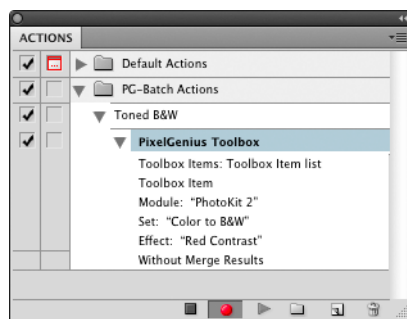 ACTIONS
Default Actions
PG-Batch Actions
Toned B&W
PixelGenius Toolbox
Toolbox Items: Toolbox Item list
Toolbox Item
Module: “PhotoKit 2”
Set: “Color to B&W”
Effect: “Red Contrast”
Without Merge Results